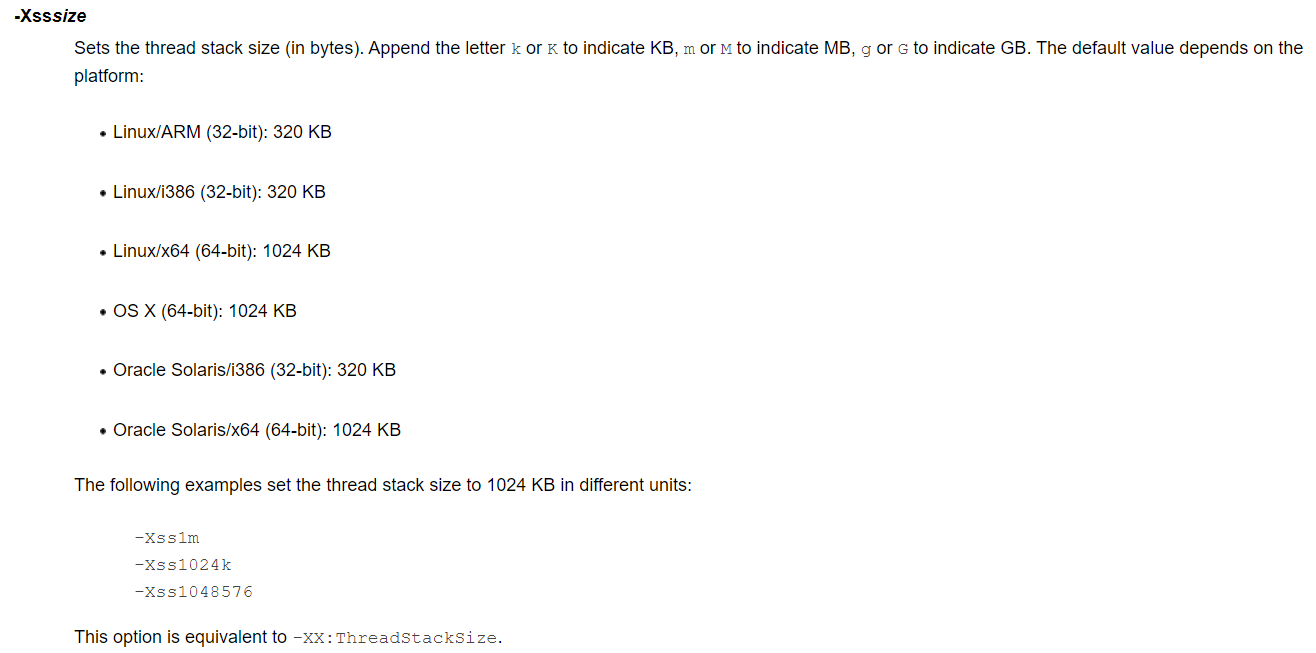 -Xsssize
Sets the thread stack size (in bytes). Append the letter k or K to indicate KB, m or M to indicate MB, g or G to indicate GB. The default value depends on the
platform:
• Linux/ARM (32-bit): 320 KB
• Linux/i386 (32-bit): 320 KB
• Linux/x64 (64-bit): 1024 KB
• OS X (64-bit): 1024 KB
• Oracle Solaris/i386 (32-bit): 320 KB
• Oracle Solaris/x64 (64-bit): 1024 KB
The following examples set the thread stack size to 1024 KB in different units:
-Xss1m
-Xss1024k
-Xss1048576
This option is equivalent to -XX:ThreadStackSize.